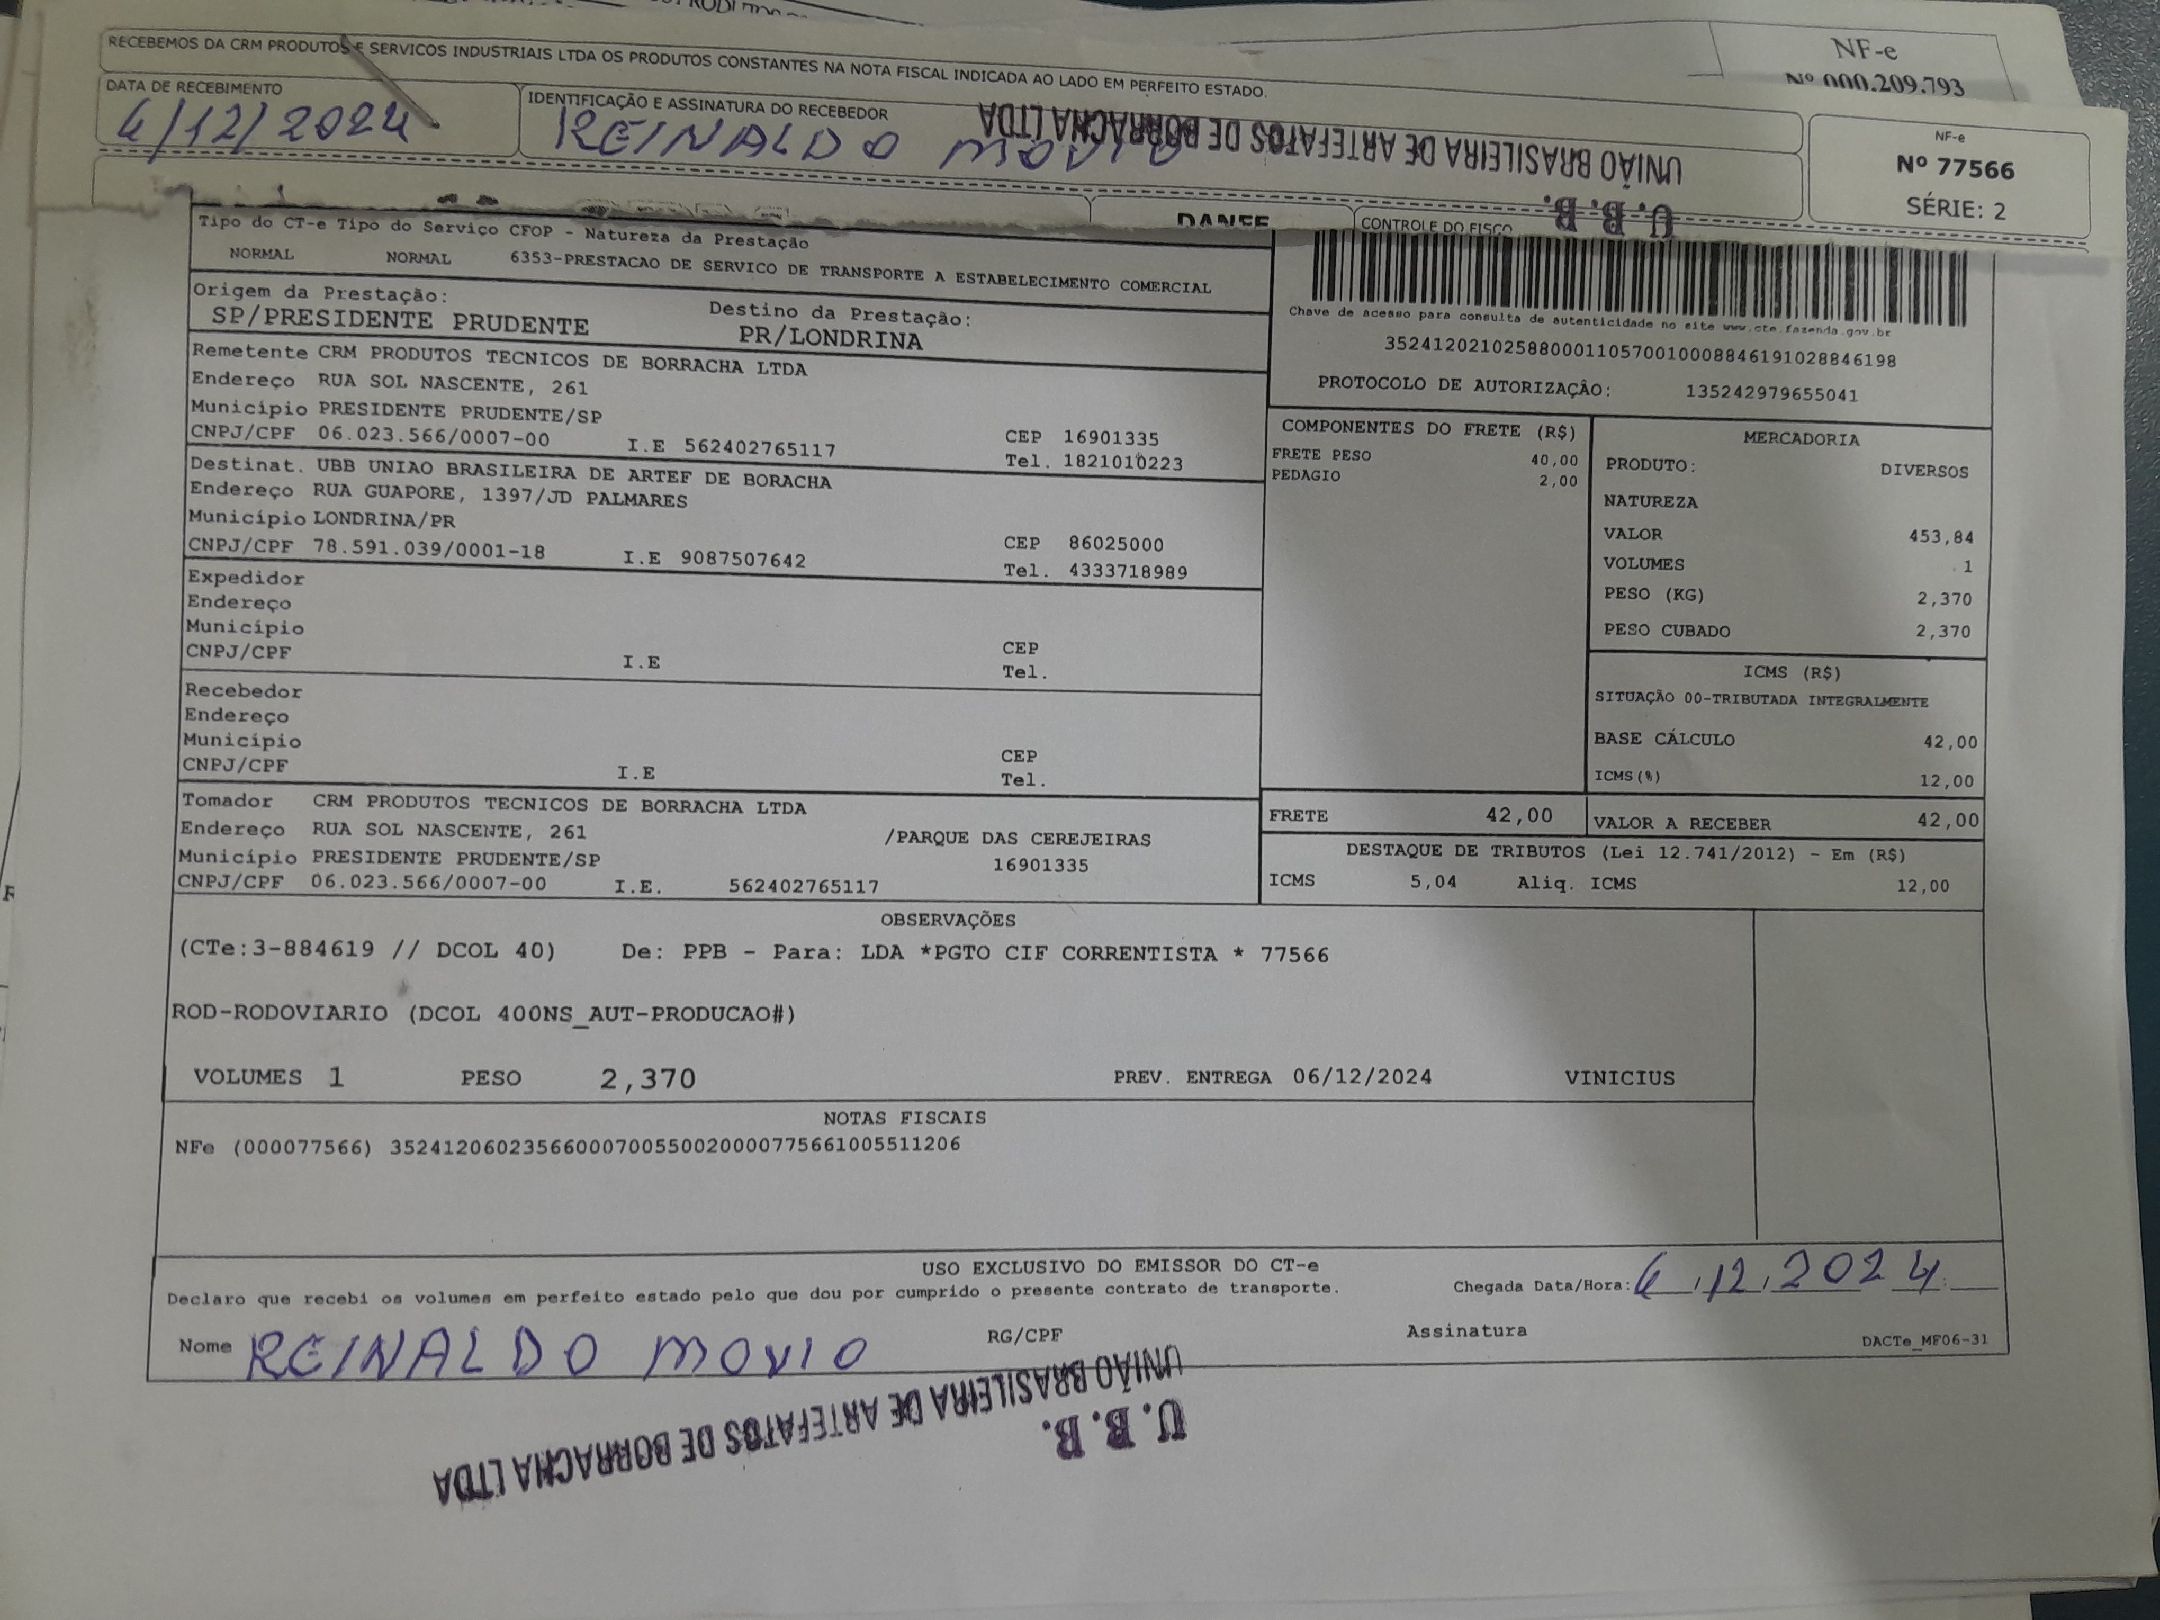 NF-e
Nº 000.209.793
RECEBEMOS DA CRM PRODUTOS E SERVICOS INDUSTRIAIS LTDA OS PRODUTOS CONSTANTES NA NOTA FISCAL INDICADA AO LADO EM PERFEITO ESTADO.
DATA DE RECEBIMENTO
6/12/2024
IDENTIFICAÇÃO E ASSINATURA DO RECEBEDOR
REINALDO MOVIO
UNIÃO BRASILEIRA DE ARTEFATOS DE BORRACHA LTDA
U. B. B.
NF-e
Nº 77566
SÉRIE: 2
DANFE
CONTROLE DO FISCO
Tipo do CT-e Tipo do Serviço CFOP - Natureza da Prestação
NORMAL NORMAL 6353-PRESTACAO DE SERVICO DE TRANSPORTE A ESTABELECIMENTO COMERCIAL
Origem da Prestação: Destino da Prestação:
SP/PRESIDENTE PRUDENTE PR/LONDRINA
Chave de acesso para consulta de autenticidade no site www.cte.fazenda.gov.br
35241202102588000110570010008846191028846198
PROTOCOLO DE AUTORIZAÇÃO: 135242979655041
Remetente CRM PRODUTOS TECNICOS DE BORRACHA LTDA
Endereço RUA SOL NASCENTE, 261
Município PRESIDENTE PRUDENTE/SP
CNPJ/CPF 06.023.566/0007-00 I.E 562402765117 CEP 16901335
Tel. 1821010223
Destinat. UBB UNIAO BRASILEIRA DE ARTEF DE BORACHA
Endereço RUA GUAPORE, 1397/JD PALMARES
Município LONDRINA/PR
CNPJ/CPF 78.591.039/0001-18 I.E 9087507642 CEP 86025000
Tel. 4333718989
Expedidor
Endereço
Município
CNPJ/CPF I.E CEP
Tel.
Recebedor
Endereço
Município
CNPJ/CPF I.E CEP
Tel.
Tomador CRM PRODUTOS TECNICOS DE BORRACHA LTDA
Endereço RUA SOL NASCENTE, 261 /PARQUE DAS CEREJEIRAS
Município PRESIDENTE PRUDENTE/SP 16901335
CNPJ/CPF 06.023.566/0007-00 I.E. 562402765117
COMPONENTES DO FRETE (R$)
FRETE PESO 40,00
PEDAGIO 2,00
MERCADORIA
PRODUTO: DIVERSOS
NATUREZA
VALOR 453,84
VOLUMES 1
PESO (KG) 2,370
PESO CUBADO 2,370
ICMS (R$)
SITUAÇÃO 00-TRIBUTADA INTEGRALMENTE
BASE CÁLCULO 42,00
ICMS(%) 12,00
FRETE 42,00 VALOR A RECEBER 42,00
DESTAQUE DE TRIBUTOS (Lei 12.741/2012) - Em (R$)
ICMS 5,04 Aliq. ICMS 12,00
OBSERVAÇÕES
(CTe:3-884619 // DCOL 40) De: PPB - Para: LDA *PGTO CIF CORRENTISTA * 77566
ROD-RODOVIARIO (DCOL 400NS_AUT-PRODUCAO#)
VOLUMES 1 PESO 2,370 PREV. ENTREGA 06/12/2024 VINICIUS
NOTAS FISCAIS
NFe (000077566) 35241206023566000700550020000775661005511206
USO EXCLUSIVO DO EMISSOR DO CT-e
Declaro que recebi os volumes em perfeito estado pelo que dou por cumprido o presente contrato de transporte. Chegada Data/Hora: 6.12.2024
Nome REINALDO MOVIO RG/CPF Assinatura DACTe_MF06-31
UNIÃO BRASILEIRA DE ARTEFATOS DE BORRACHA LTDA
U. B. B.